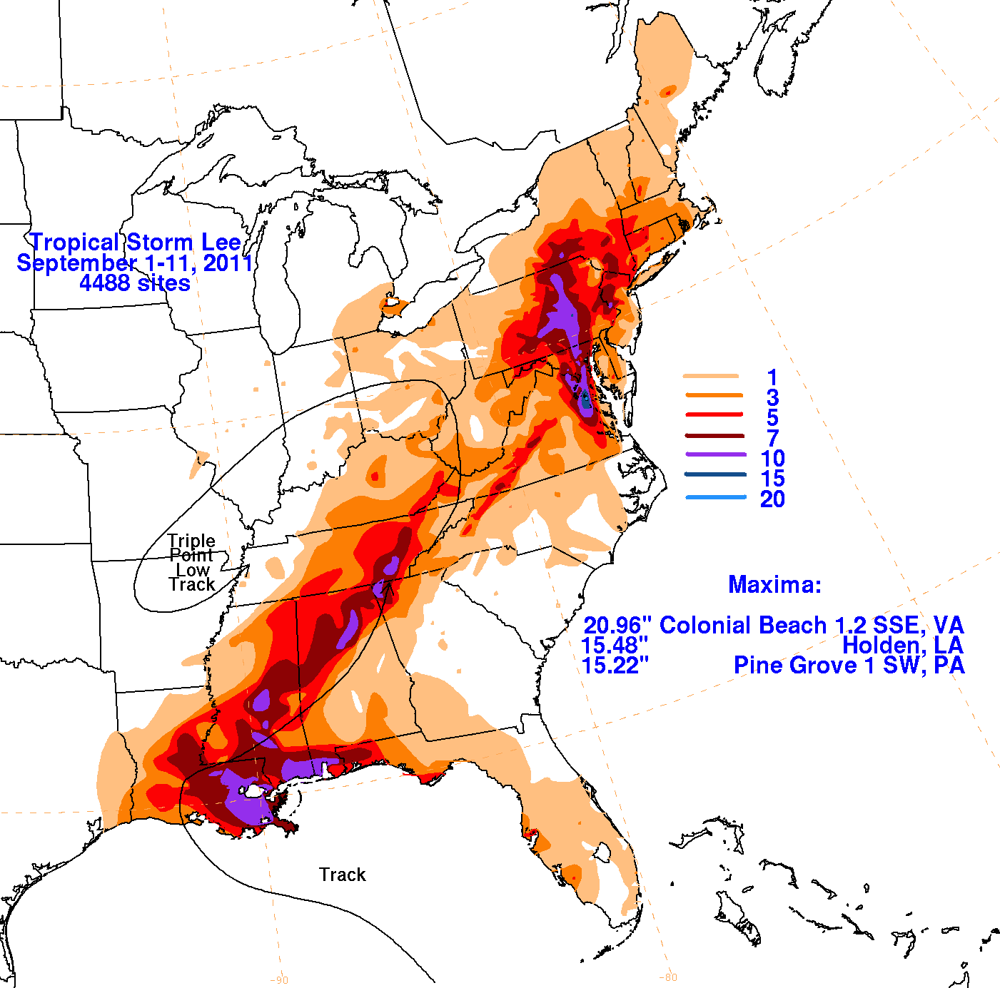 Tropical Storm Lee
September 1-11, 2011
4488 sites
1
3
5
7
10
15
20
Triple
Point
Low
Track
Maxima:
20.96" Colonial Beach 1.2 SSE, VA
15.48" Holden, LA
15.22" Pine Grove 1 SW, PA
Track
-90
-80